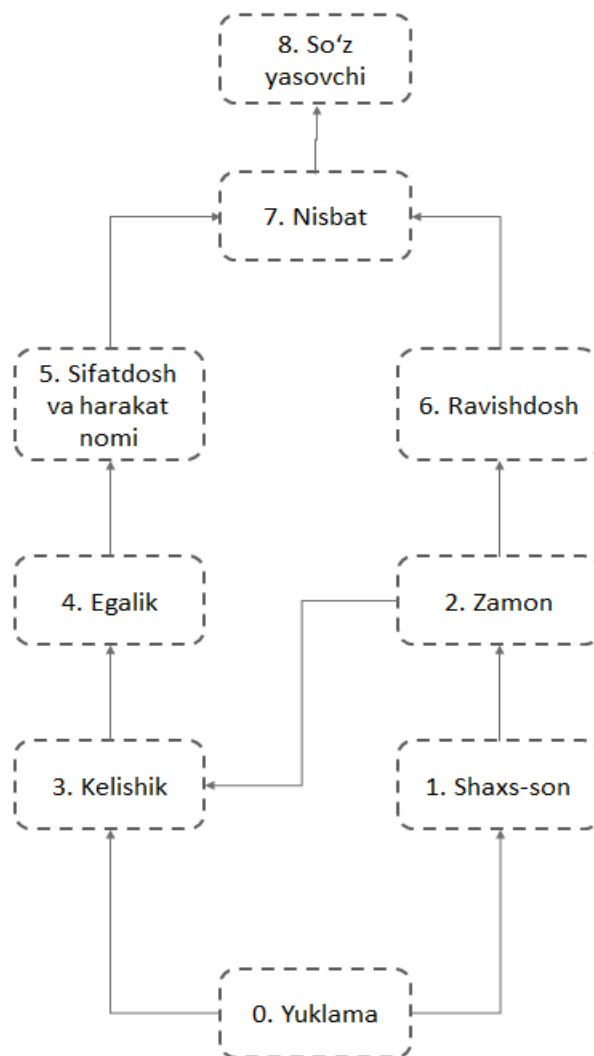 8. So‘z
yasovchi
7. Nisbat
5. Sifatdosh
va harakat
nomi
6. Ravishdosh
4. Egalik
2. Zamon
3. Kelishik
1. Shaxs-son
0. Yuklama